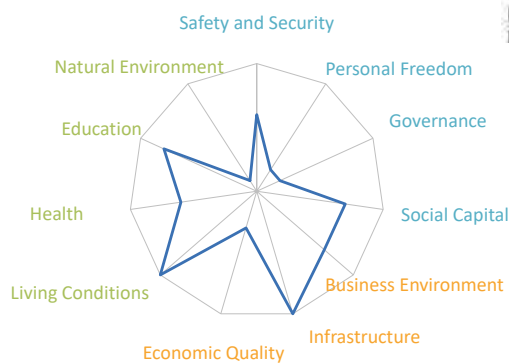 Safety and Security
Natural Environment
Personal Freedom
Education
Governance
Health
Social Capital
Living Conditions
Business Environment
Infrastructure
Economic Quality